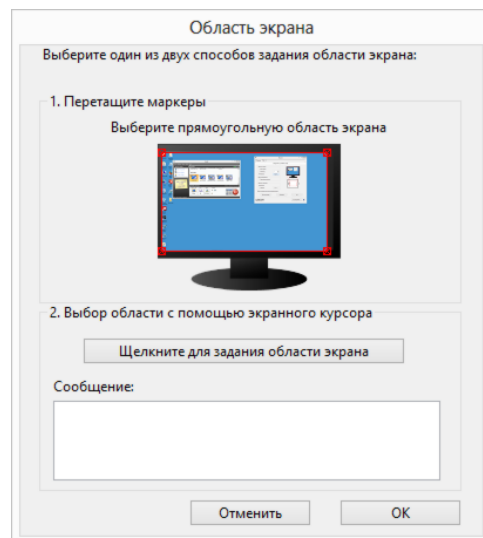 Область экрана
Выберите один из двух способов задания области экрана:
1. Перетащите маркеры
Выберите прямоугольную область экрана
2. Выбор области с помощью экранного курсора
Щелкните для задания области экрана
Сообщение:
Отменить
OK